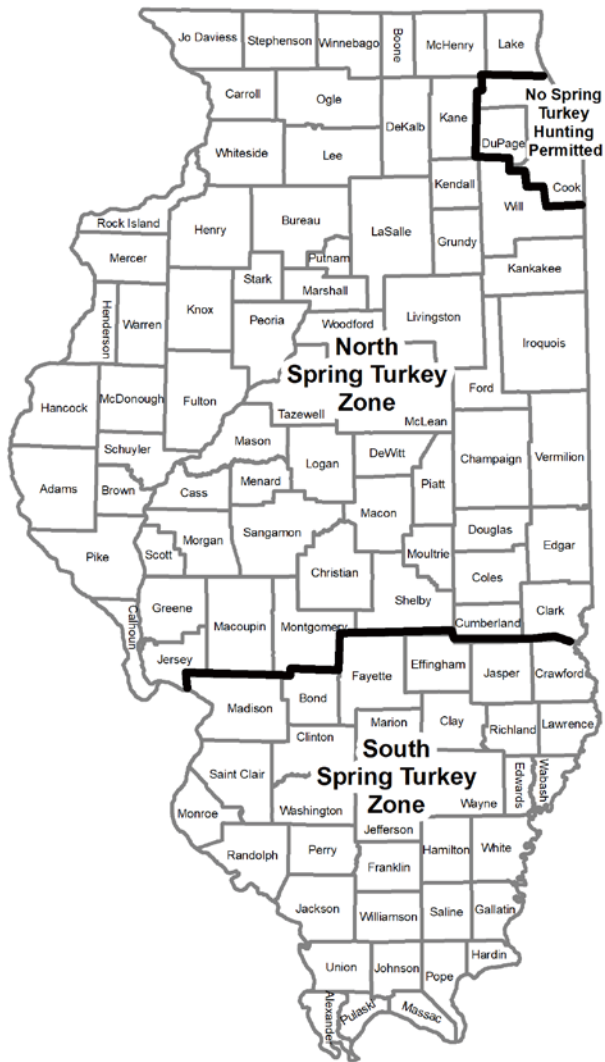 Jo Daviess
Stephenson
Winnebago
Boone
McHenry
Lake
Carroll
Ogle
DeKalb
Kane
No Spring
Turkey
Hunting
Permitted
DuPage
Cook
Whiteside
Lee
Kendall
Will
Rock Island
Henry
Bureau
LaSalle
Grundy
Mercer
Putnam
Kankakee
Stark
Marshall
Henderson
Warren
Knox
Peoria
Woodford
Livingston
Iroquois
North
Spring Turkey
Zone
Ford
Hancock
McDonough
Fulton
Tazewell
McLean
Mason
Schuyler
Logan
DeWitt
Champaign
Vermilion
Adams
Brown
Cass
Menard
Piatt
Macon
Pike
Scott
Morgan
Sangamon
Douglas
Edgar
Moultrie
Christian
Coles
Calhoun
Greene
Macoupin
Montgomery
Shelby
Cumberland
Clark
Jersey
Fayette
Effingham
Jasper
Crawford
Madison
Bond
Marion
Clay
Richland
Lawrence
Clinton
South
Spring Turkey
Zone
Saint Clair
Edwards
Wabash
Washington
Wayne
Monroe
Jefferson
Randolph
Perry
Hamilton
White
Franklin
Jackson
Williamson
Saline
Gallatin
Union
Johnson
Pope
Hardin
Alexander
Pulaski
Massac